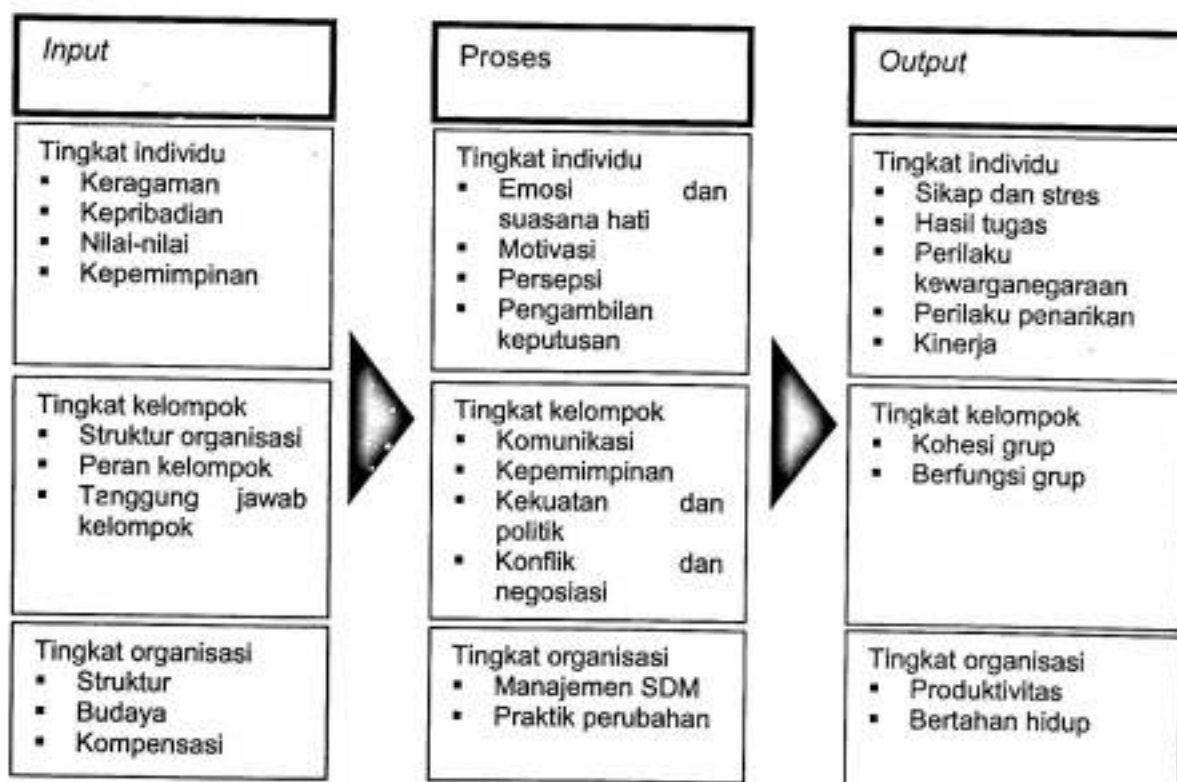 Input
Tingkat individu
▪ Keragaman
▪ Kepribadian
▪ Nilai-nilai
▪ Kepemimpinan
Tingkat kelompok
▪ Struktur organisasi
▪ Peran kelompok
▪ Tanggung jawab
kelompok
Tingkat organisasi
▪ Struktur
▪ Budaya
▪ Kompensasi
Proses
Tingkat individu
▪ Emosi dan
suasana hati
▪ Motivasi
▪ Persepsi
▪ Pengambilan
keputusan
Tingkat kelompok
▪ Komunikasi
▪ Kepemimpinan
▪ Kekuatan dan
politik
▪ Konflik dan
negosiasi
Tingkat organisasi
▪ Manajemen SDM
▪ Praktik perubahan
Output
Tingkat individu
▪ Sikap dan stres
▪ Hasil tugas
▪ Perilaku
kewarganegaraan
▪ Perilaku penarikan
▪ Kinerja
Tingkat kelompok
▪ Kohesi grup
▪ Berfungsi grup
Tingkat organisasi
▪ Produktivitas
▪ Bertahan hidup